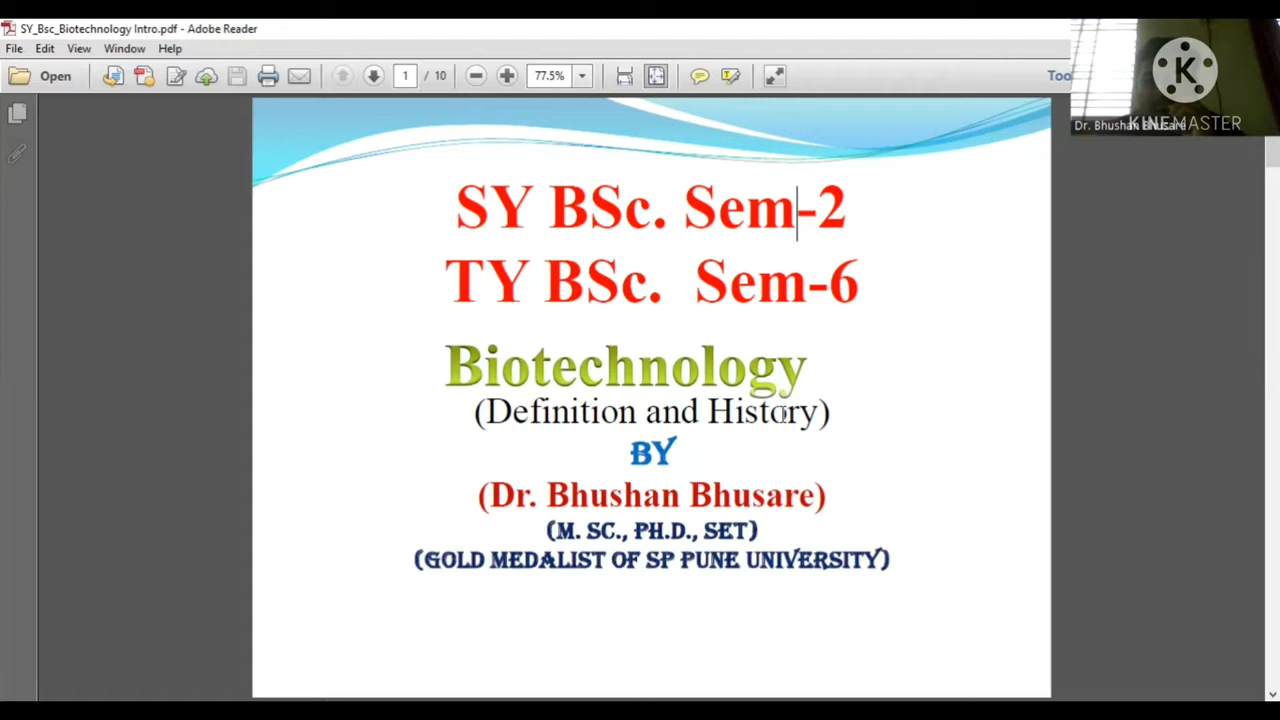 SY_Bsc_Biotechnology Intro.pdf - Adobe Reader
File Edit View Window Help
Open 1 / 10 77.5%
K
KINEMASTER
Dr. Bhushan Bhusare
SY BSc. Sem-2
TY BSc. Sem-6
Biotechnology
(Definition and History)
BY
(Dr. Bhushan Bhusare)
(M. SC., PH.D., SET)
(GOLD MEDALIST OF SP PUNE UNIVERSITY)